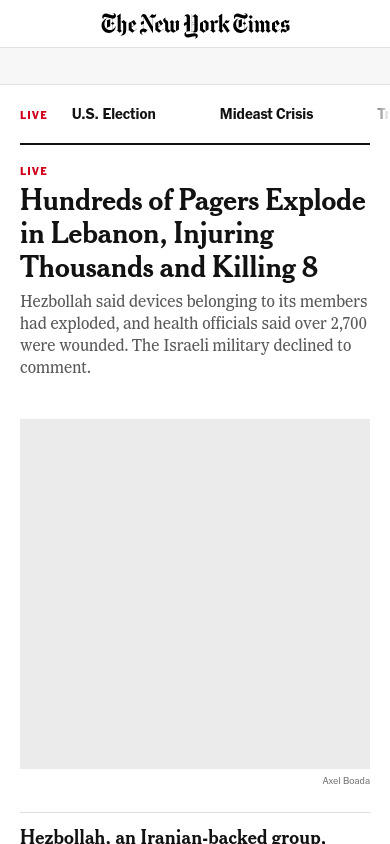 The New York Times
LIVE U.S. Election Mideast Crisis
LIVE
Hundreds of Pagers Explode
in Lebanon, Injuring
Thousands and Killing 8
Hezbollah said devices belonging to its members
had exploded, and health officials said over 2,700
were wounded. The Israeli military declined to
comment.
Axel Boada
Hezbollah, an Iranian-backed group,